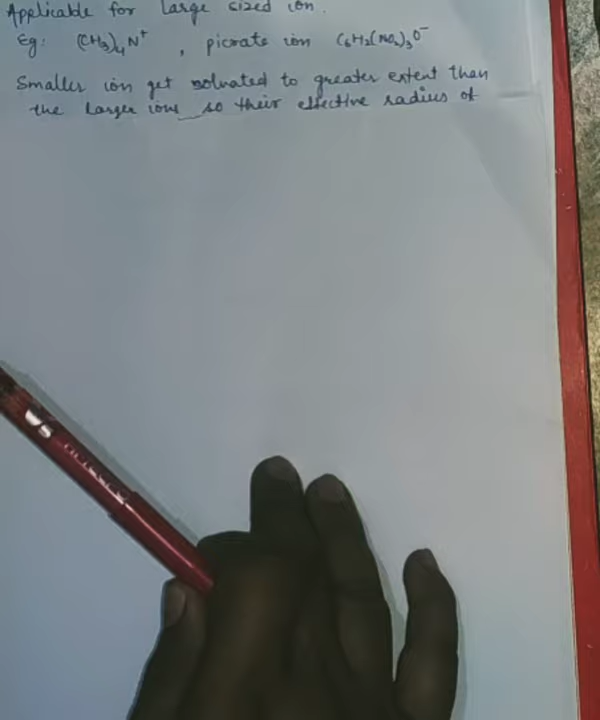 Applicable for Large sized ion.
Eg: (CH3)4N+ , picrate ion C6H2(NO2)3O-
Smaller ion get solvated to greater extent than
the larger ions so their effective radius of